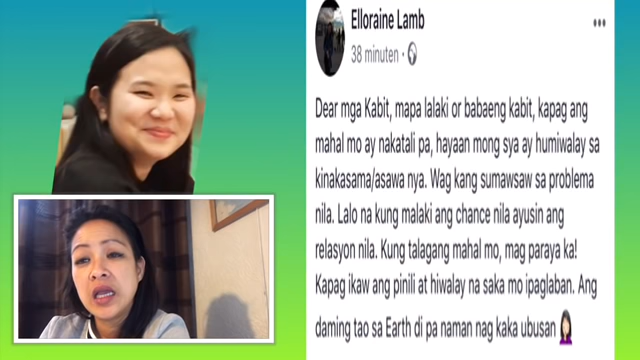 Elloraine Lamb
38 minuten ·
Dear mga Kabit, mapa lalaki or babaeng kabit, kapag ang
mahal mo ay nakatali pa, hayaan mong sya ay humiwalay sa
kinakasama/asawa nya. Wag kang sumawsaw sa problema
nila. Lalo na kung malaki ang chance nila ayusin ang
relasyon nila. Kung talagang mahal mo, mag paraya ka!
Kapag ikaw ang pinili at hiwalay na saka mo ipaglaban. Ang
daming tao sa Earth di pa naman nag kaka ubusan 🤦🏻‍♀️